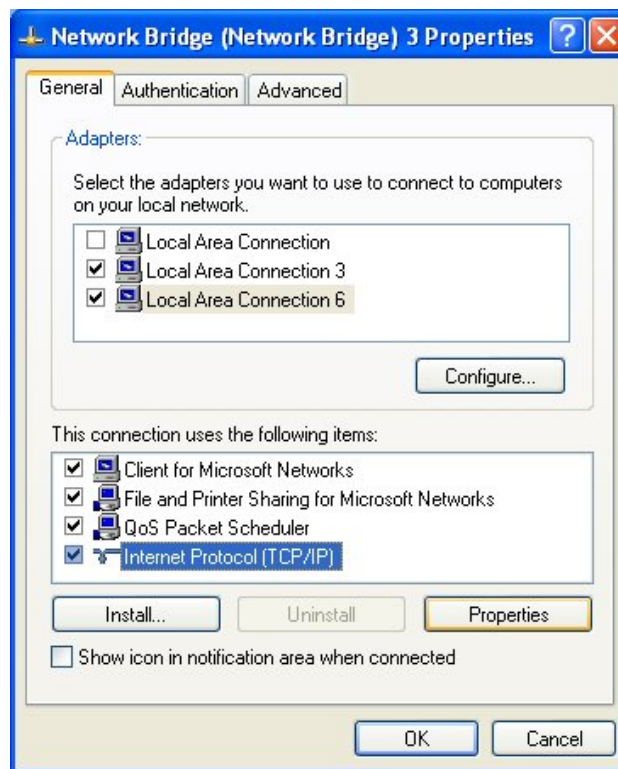 Network Bridge (Network Bridge) 3 Properties
General Authentication Advanced
Adapters:
Select the adapters you want to use to connect to computers
on your local network.
Local Area Connection
Local Area Connection 3
Local Area Connection 6
Configure...
This connection uses the following items:
Client for Microsoft Networks
File and Printer Sharing for Microsoft Networks
QoS Packet Scheduler
Internet Protocol (TCP/IP)
Install... Uninstall Properties
Show icon in notification area when connected
OK Cancel